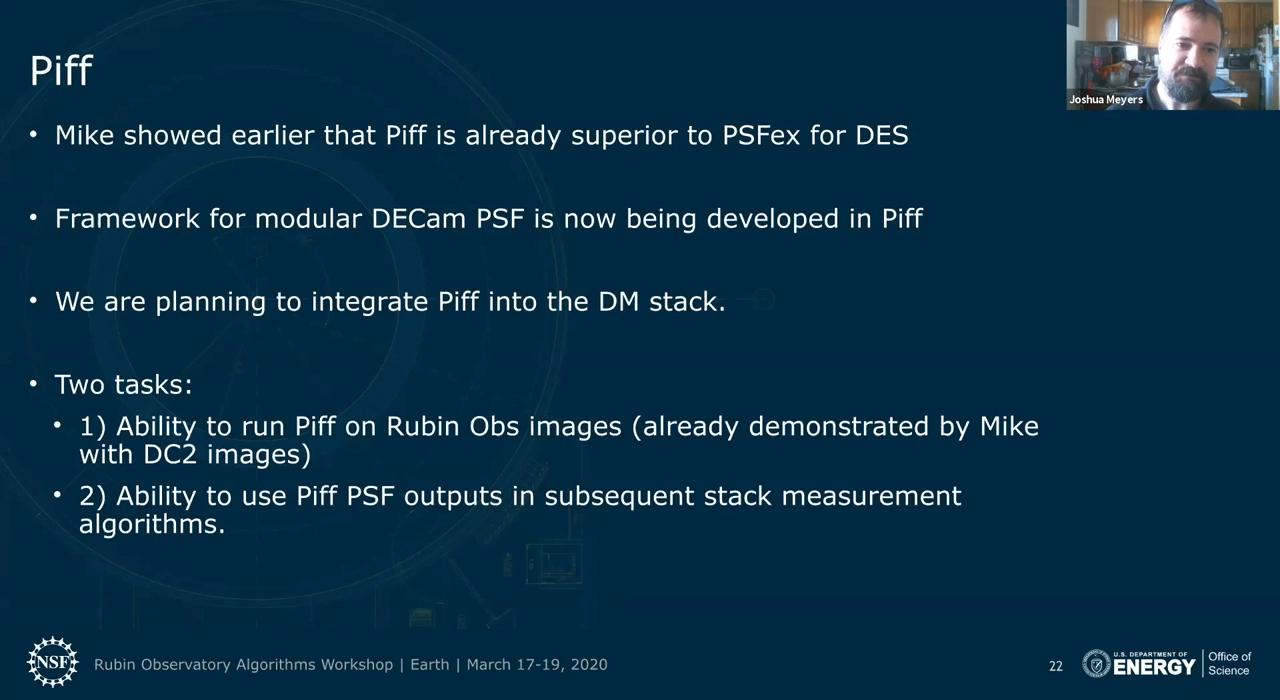 Piff
Joshua Meyers
• Mike showed earlier that Piff is already superior to PSFex for DES
• Framework for modular DECam PSF is now being developed in Piff
• We are planning to integrate Piff into the DM stack.
• Two tasks:
• 1) Ability to run Piff on Rubin Obs images (already demonstrated by Mike
with DC2 images)
• 2) Ability to use Piff PSF outputs in subsequent stack measurement
algorithms.
NSF
Rubin Observatory Algorithms Workshop | Earth | March 17-19, 2020
22
U.S. DEPARTMENT OF
ENERGY
Office of
Science